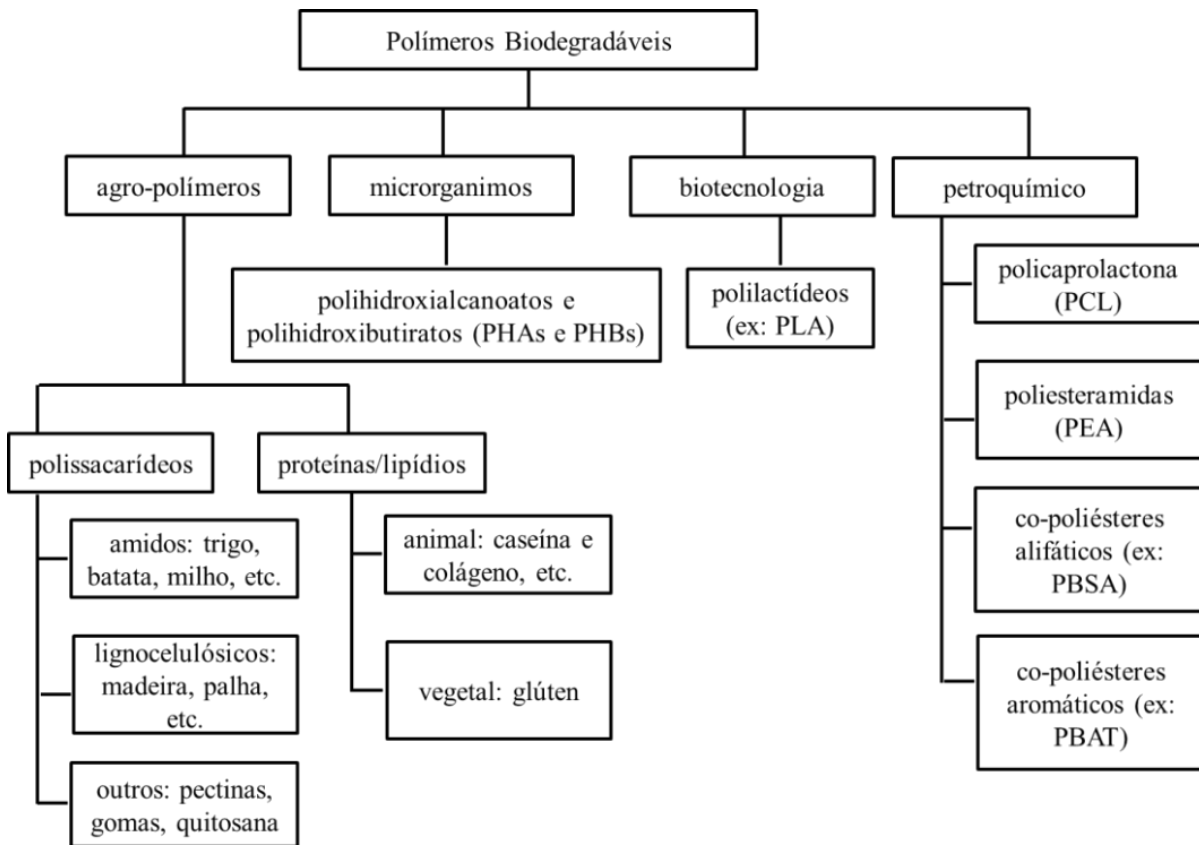 Polímeros Biodegradáveis
agro-polímeros
microrganimos
biotecnologia
petroquímico
polihidroxialcanoatos e
polihidroxibutiratos (PHAs e PHBs)
polilactídeos
(ex: PLA)
policaprolactona
(PCL)
poliesteramidas
(PEA)
co-poliésteres
alifáticos (ex:
PBSA)
co-poliésteres
aromáticos (ex:
PBAT)
polissacarídeos
proteínas/lipídios
amidos: trigo,
batata, milho, etc.
lignocelulósicos:
madeira, palha,
etc.
outros: pectinas,
gomas, quitosana
animal: caseína e
colágeno, etc.
vegetal: glúten